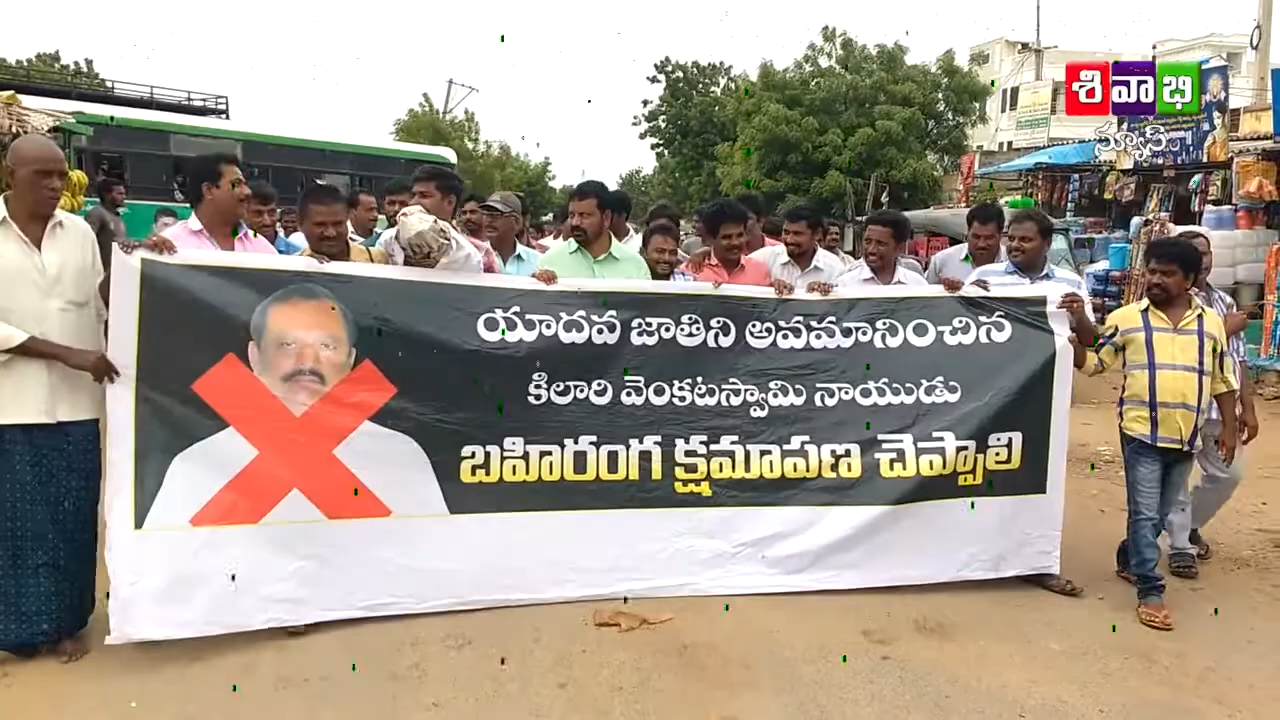 శివాభి
న్యూస్
యాదవ జాతిని అవమానించిన
కిలారి వెంకటస్వామి నాయుడు
బహిరంగ క్షమాపణ చెప్పాలి